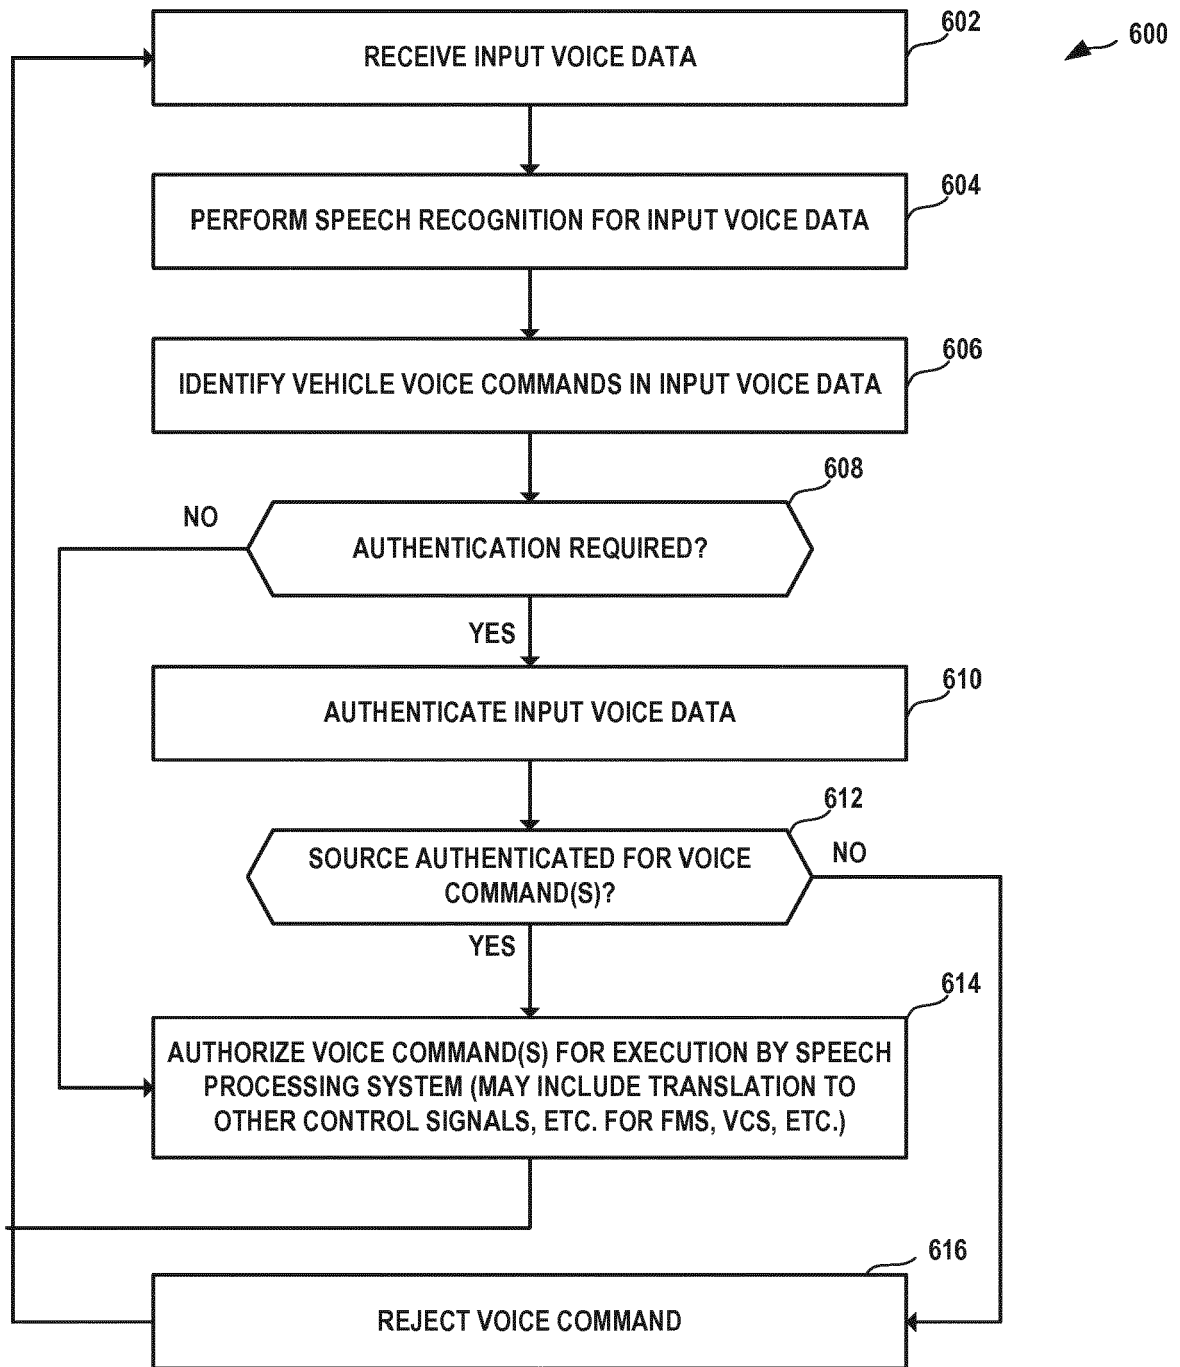 602
600
RECEIVE INPUT VOICE DATA
604
PERFORM SPEECH RECOGNITION FOR INPUT VOICE DATA
606
IDENTIFY VEHICLE VOICE COMMANDS IN INPUT VOICE DATA
608
NO
AUTHENTICATION REQUIRED?
YES
610
AUTHENTICATE INPUT VOICE DATA
612
SOURCE AUTHENTICATED FOR VOICE
COMMAND(S)?
NO
YES
614
AUTHORIZE VOICE COMMAND(S) FOR EXECUTION BY SPEECH
PROCESSING SYSTEM (MAY INCLUDE TRANSLATION TO
OTHER CONTROL SIGNALS, ETC. FOR FMS, VCS, ETC.)
616
REJECT VOICE COMMAND